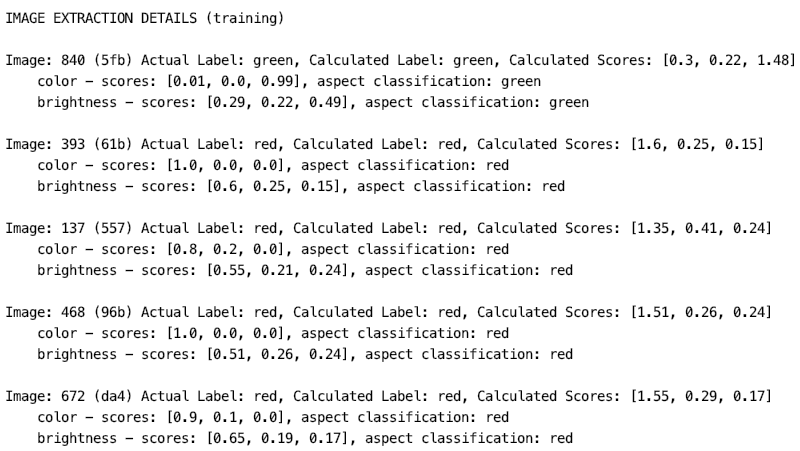 IMAGE EXTRACTION DETAILS (training)
Image: 840 (5fb) Actual Label: green, Calculated Label: green, Calculated Scores: [0.3, 0.22, 1.48]
color – scores: [0.01, 0.0, 0.99], aspect classification: green
brightness – scores: [0.29, 0.22, 0.49], aspect classification: green
Image: 393 (61b) Actual Label: red, Calculated Label: red, Calculated Scores: [1.6, 0.25, 0.15]
color – scores: [1.0, 0.0, 0.0], aspect classification: red
brightness – scores: [0.6, 0.25, 0.15], aspect classification: red
Image: 137 (557) Actual Label: red, Calculated Label: red, Calculated Scores: [1.35, 0.41, 0.24]
color – scores: [0.8, 0.2, 0.0], aspect classification: red
brightness – scores: [0.55, 0.21, 0.24], aspect classification: red
Image: 468 (96b) Actual Label: red, Calculated Label: red, Calculated Scores: [1.51, 0.26, 0.24]
color – scores: [1.0, 0.0, 0.0], aspect classification: red
brightness – scores: [0.51, 0.26, 0.24], aspect classification: red
Image: 672 (da4) Actual Label: red, Calculated Label: red, Calculated Scores: [1.55, 0.29, 0.17]
color – scores: [0.9, 0.1, 0.0], aspect classification: red
brightness – scores: [0.65, 0.19, 0.17], aspect classification: red